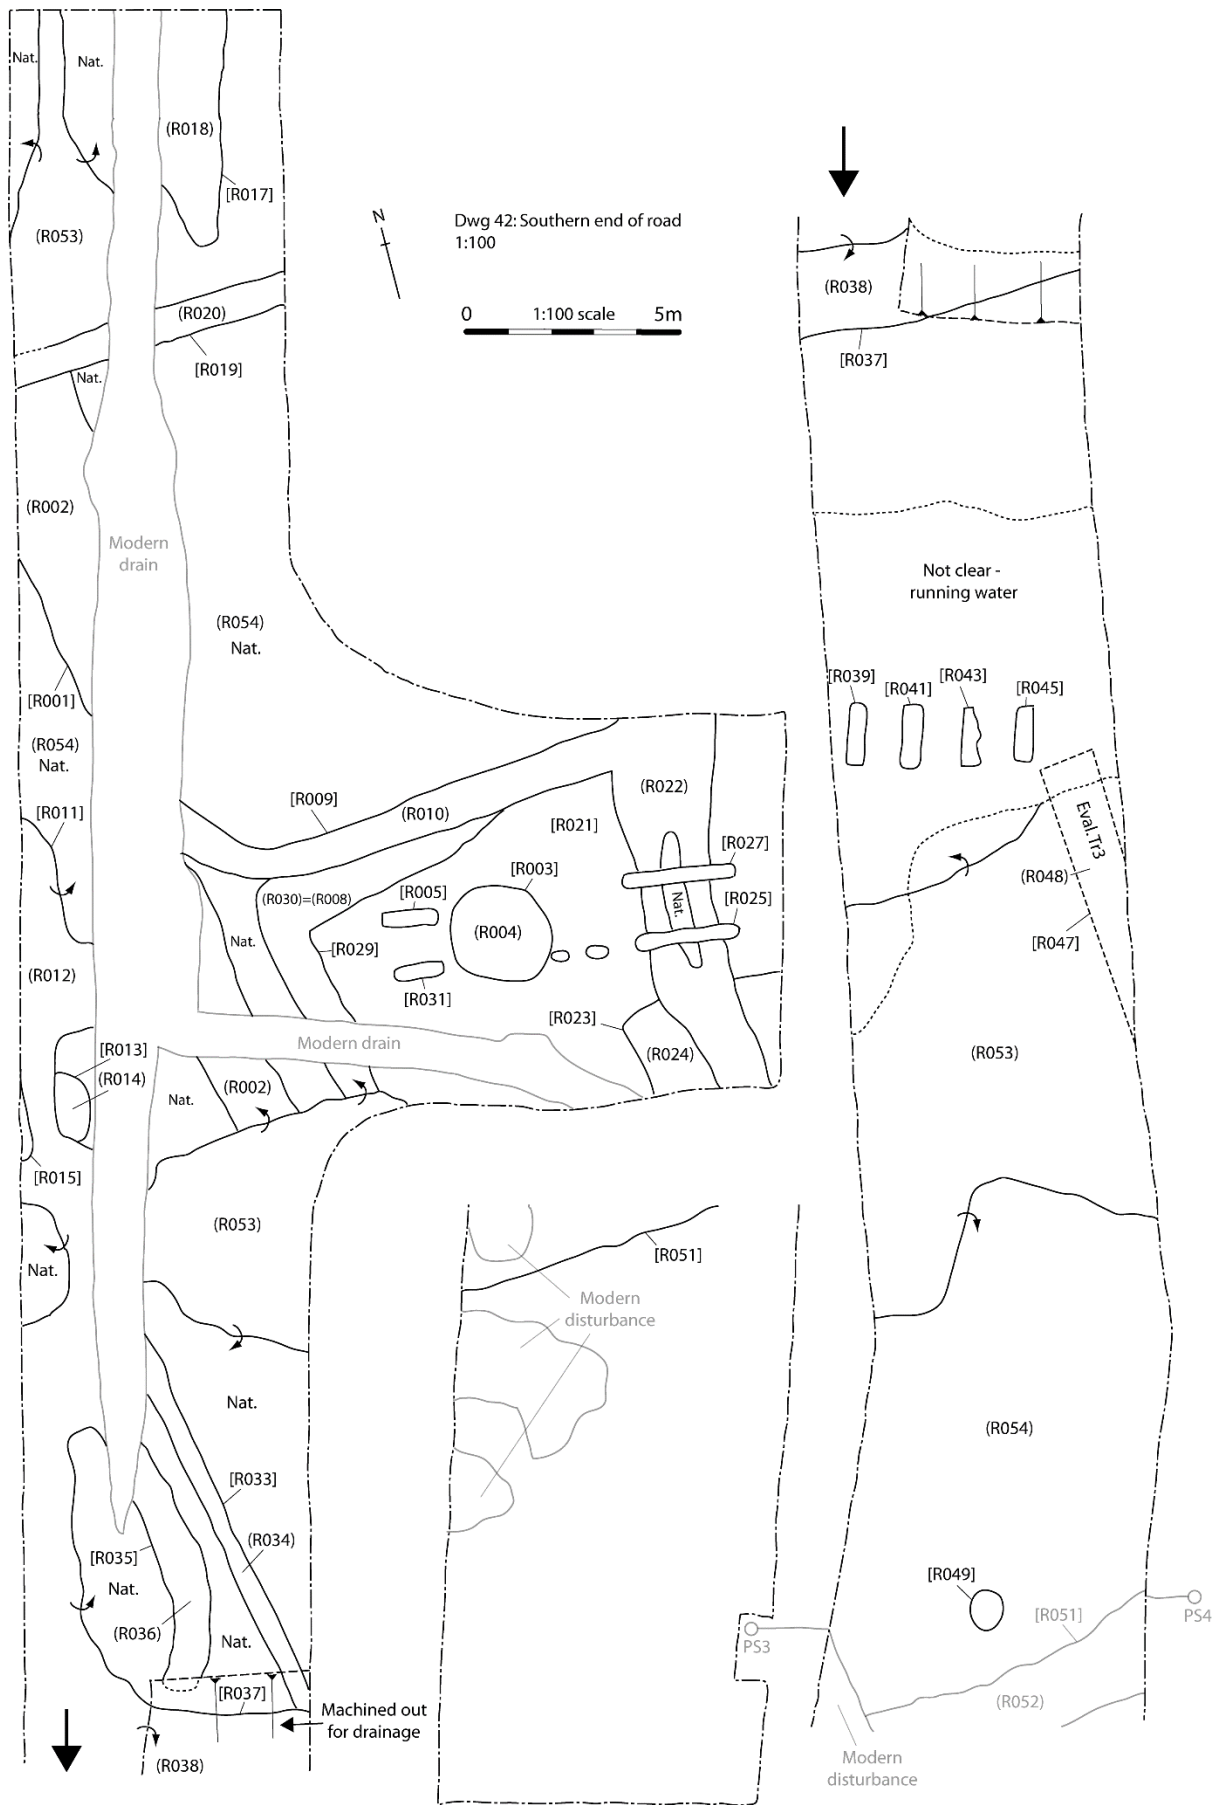 Nat.
Nat.
(R018)
[R017]
(R053)
(R020)
[R019]
Nat.
(R002)
Modern
drain
(R054)
Nat.
[R001]
(R054)
Nat.
[R011]
(R012)
[R013]
(R014)
[R015]
Nat.
[R009]
(R010)
[R021]
(R022)
[R003]
[R005]
(R030)=(R008)
(R004)
[R027]
[R025]
Nat.
Nat.
[R029]
[R031]
[R023]
(R024)
Modern drain
Nat.
(R002)
(R053)
Nat.
[R033]
(R034)
[R035]
Nat.
(R036)
Nat.
[R037]
Machined out
for drainage
(R038)
N
Dwg 42: Southern end of road
1:100
0 1:100 scale 5m
[R051]
Modern
disturbance
PS3
(R038)
[R037]
Not clear -
running water
[R039]
[R041]
[R043]
[R045]
Eval.Tr3
(R048)
[R047]
(R053)
(R054)
[R049]
[R051]
PS4
(R052)
Modern
disturbance